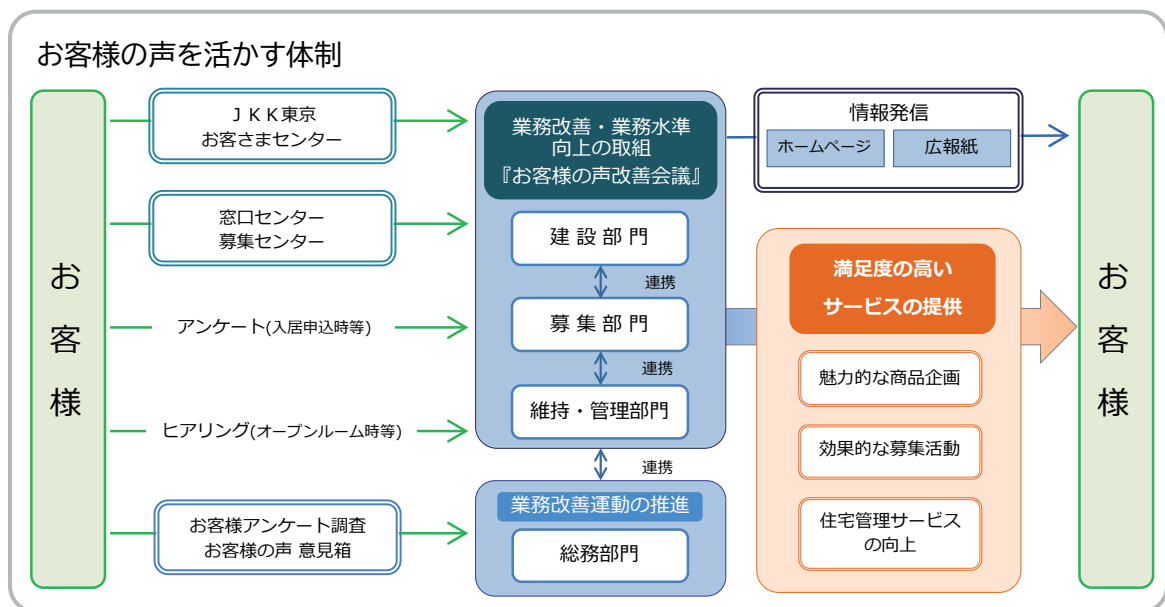 お客様の声を活かす体制
お客様
ＪＫＫ東京
お客さまセンター
窓口センター
募集センター
アンケート(入居申込時等)
ヒアリング(オープンルーム時等)
お客様アンケート調査
お客様の声 意見箱
業務改善・業務水準
向上の取組
『お客様の声改善会議』
建 設 部 門
連携
募 集 部 門
連携
維持・管理部門
連携
業務改善運動の推進
総務部門
情報発信
ホームページ
広報紙
満足度の高い
サービスの提供
魅力的な商品企画
効果的な募集活動
住宅管理サービス
の向上
お客様